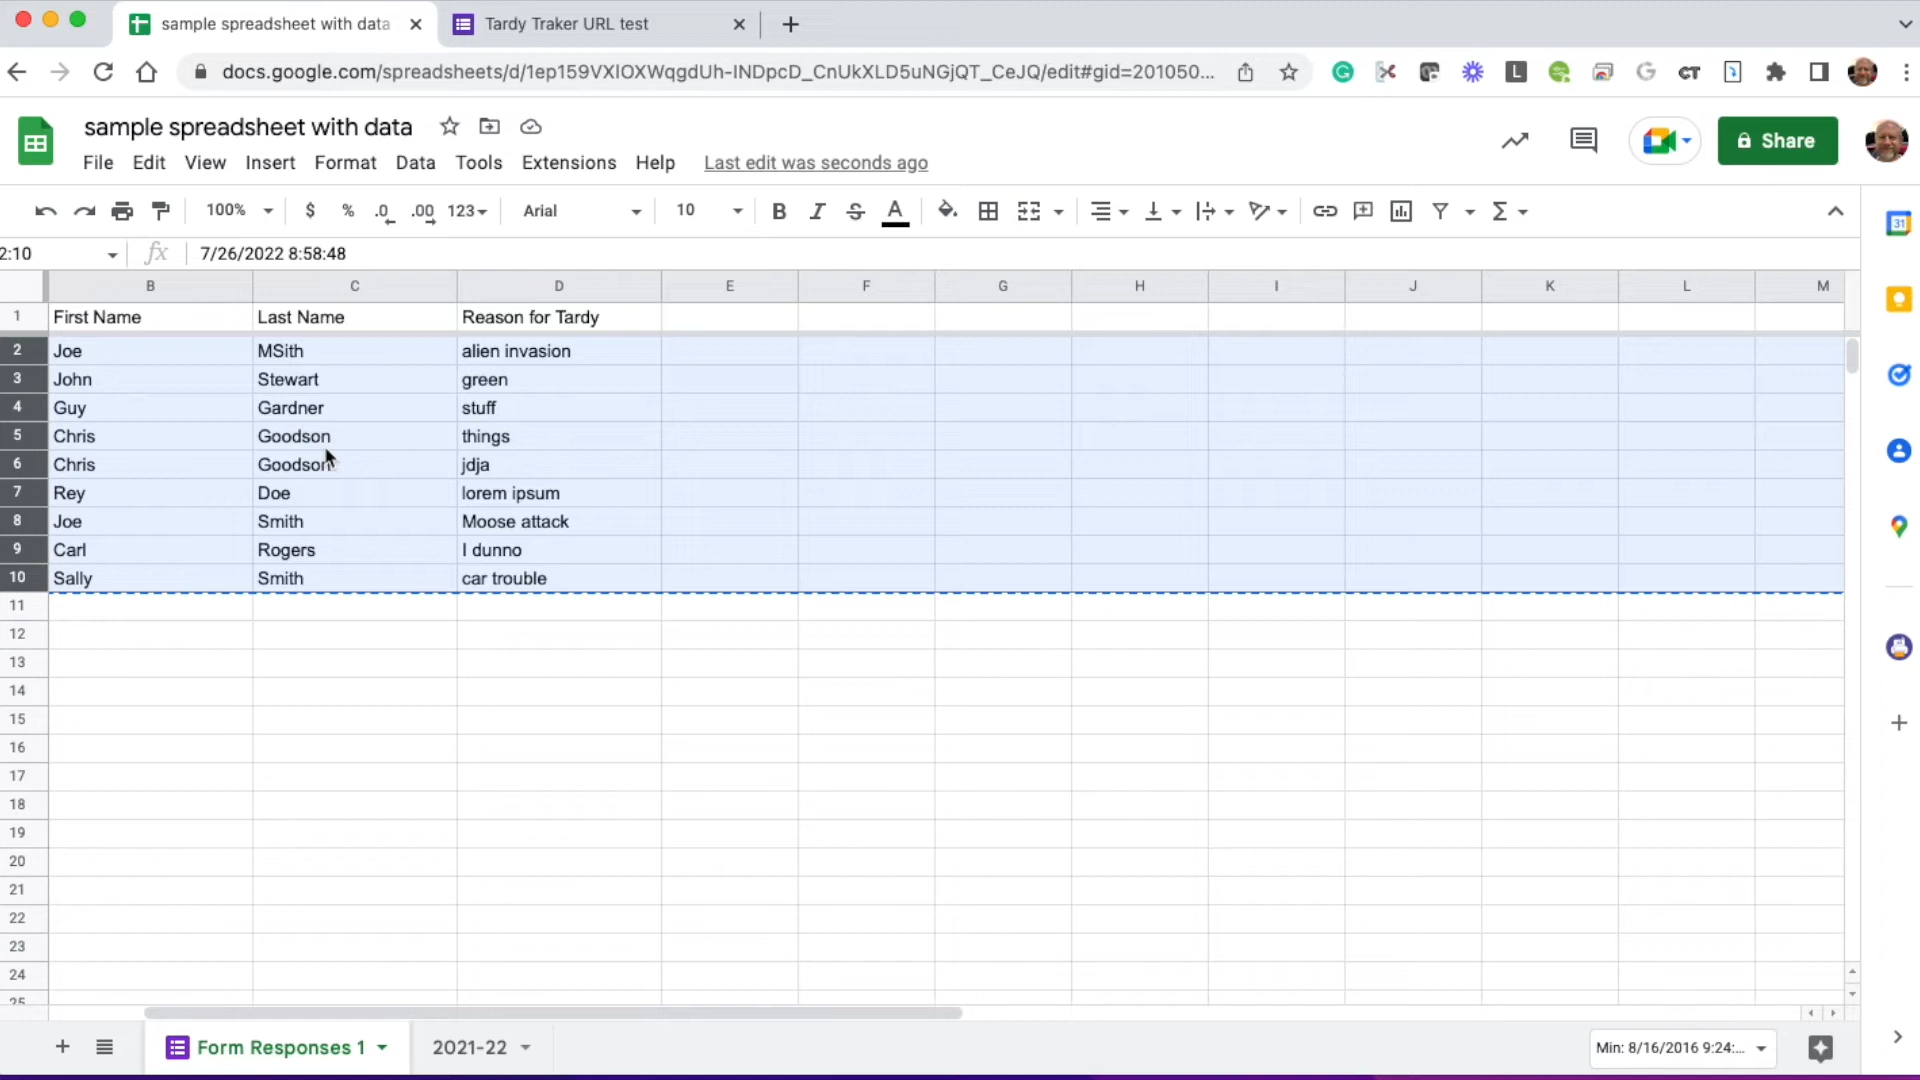 sample spreadsheet with data
Tardy Traker URL test
docs.google.com/spreadsheets/d/1ep159VXIOXWqgdUh-INDpcD_CnUkXLD5uNGjQT_CeJQ/edit#gid=201050...
sample spreadsheet with data
File Edit View Insert Format Data Tools Extensions Help Last edit was seconds ago
Share
100% $ % .0 .00 123 Arial 10 B I S A
2:10 fx 7/26/2022 8:58:48
B C D E F G H I J K L M
1 First Name Last Name Reason for Tardy
2 Joe MSith alien invasion
3 John Stewart green
4 Guy Gardner stuff
5 Chris Goodson things
6 Chris Goodson jdja
7 Rey Doe lorem ipsum
8 Joe Smith Moose attack
9 Carl Rogers I dunno
10 Sally Smith car trouble
11
12
13
14
15
16
17
18
19
20
21
22
23
24
25
Form Responses 1 2021-22 Min: 8/16/2016 9:24:...